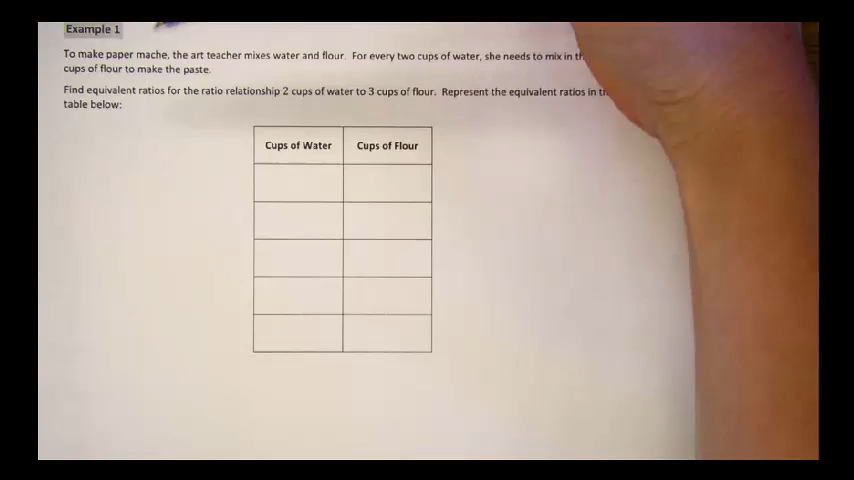 Example 1
To make paper mache, the art teacher mixes water and flour. For every two cups of water, she needs to mix in
cups of flour to make the paste.
Find equivalent ratios for the ratio relationship 2 cups of water to 3 cups of flour. Represent the equivalent ratios in
table below:
Cups of Water Cups of Flour